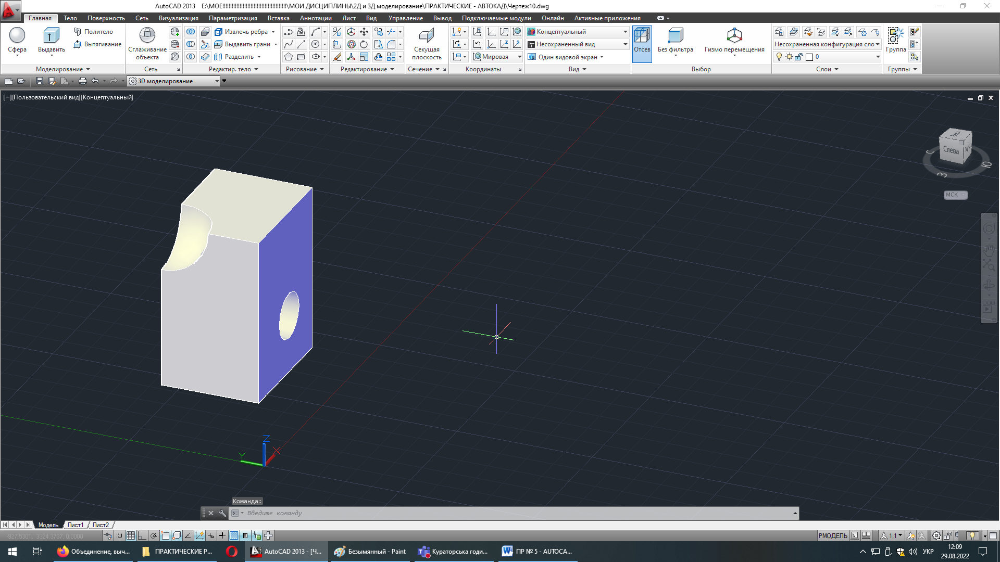 AutoCAD 2013 E:\МОЕ!!!!!!!!!!!!!!!!!!!!!!!!!!!!!!!!!!!!!!!!!!\МОИ ДИСЦИПЛИНЫ\2Д и 3Д моделирование\ПРАКТИЧЕСКИЕ - АВТОКАД\Чертеж10.dwg
Главная Тело Поверхность Сеть Визуализация Параметризация Вставка Аннотации Лист Вид Управление Вывод Подключаемые модули Онлайн Активные приложения
Сфера
Выдавить
Политело
Вытягивание
Сглаживание
объекта
Извлечь ребра
Выдавить грани
Разделить
Секущая
плоскость
Мировая
Концептуальный
Несохраненный вид
Один видовой экран
Отсев
Без фильтра
Гизмо перемещения
Несохраненная конфигурация сло
0
Группа
Моделирование Сеть Редактир. тело Рисование Редактирование Сечение Координаты Вид Выбор Слои Группы
3D моделирование
[−][Пользовательский вид][Концептуальный]
Слева
С
З
Ю
МСК
Z
Y
X
Команда:
Введите команду
Модель Лист1 Лист2
-927.5301, 3324.3737, 0.0000
РМОДЕЛЬ
1:1
Объединение, выч...
ПРАКТИЧЕСКИЕ Р...
AutoCAD 2013 - [Ч...
Безымянный - Paint
Кураторська годи...
ПР № 5 - AUTOCA...
УКР
12:09
29.08.2022